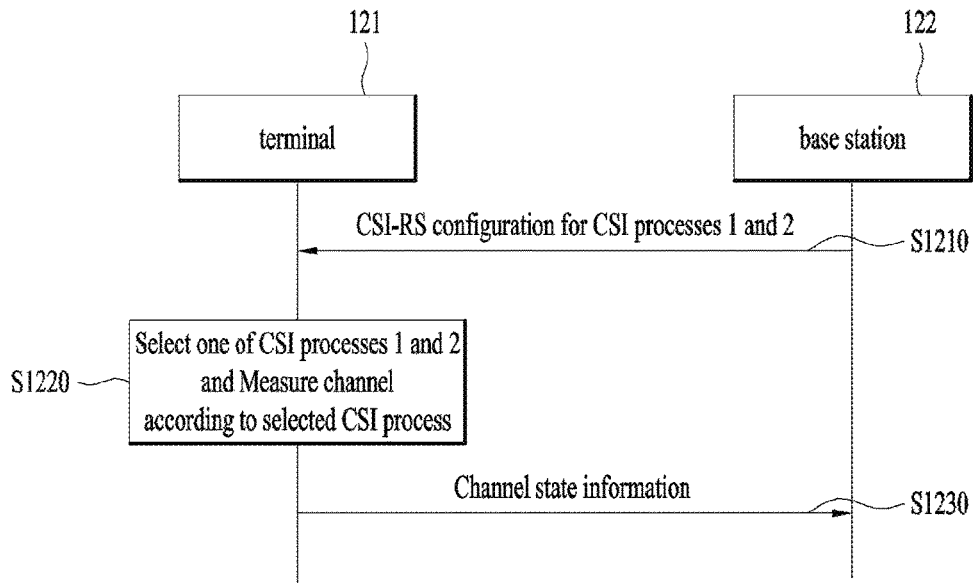 121
122
terminal
base station
CSI-RS configuration for CSI processes 1 and 2
S1210
Select one of CSI processes 1 and 2
and Measure channel
according to selected CSI process
S1220
Channel state information
S1230